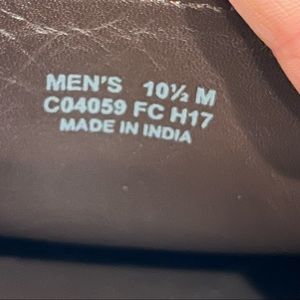 MEN'S 10½ M
C04059 FC H17
MADE IN INDIA